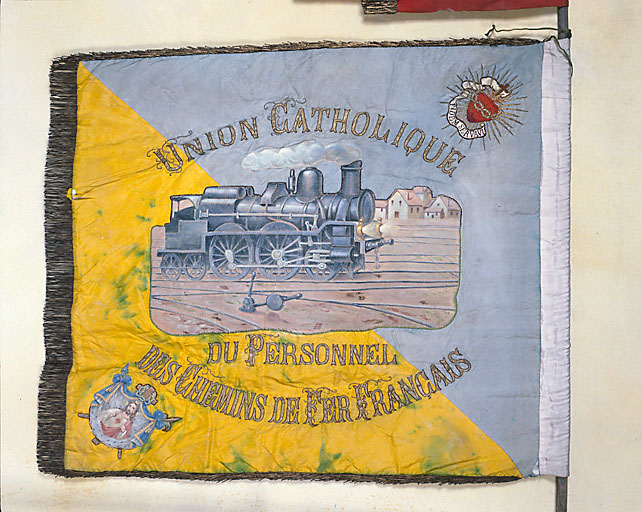 UNION CATHOLIQUE
DU PERSONNEL
DES CHEMINS DE FER FRANÇAIS